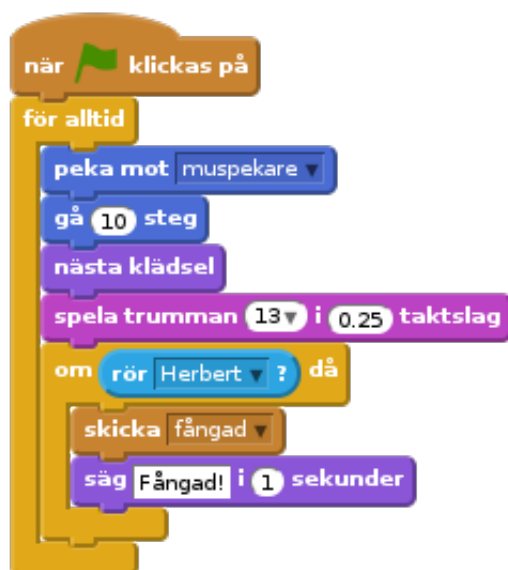 när klickas på
för alltid
peka mot muspekare
gå 10 steg
nästa klädsel
spela trumman 13 i 0.25 taktslag
om rör Herbert ? då
skicka fångad
säg Fångad! i 1 sekunder